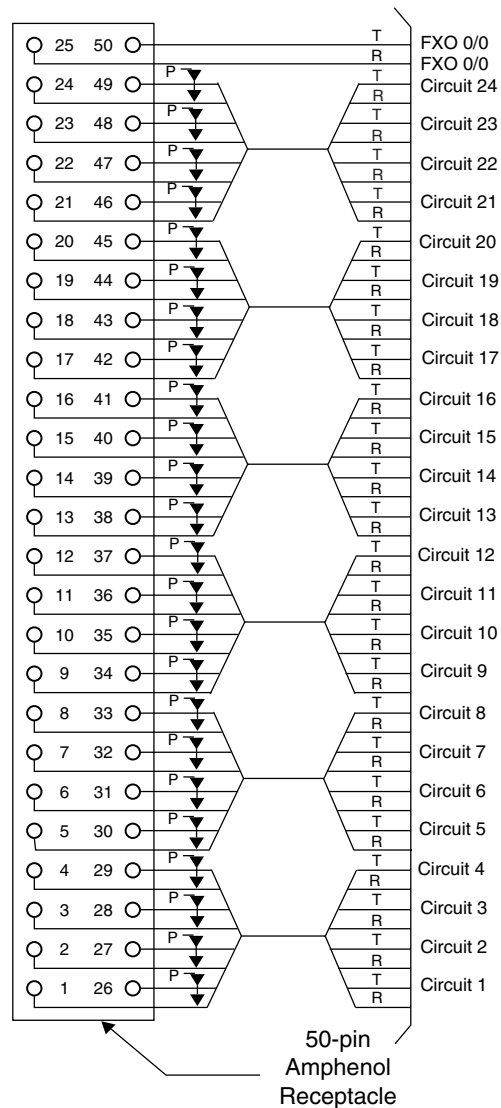 T
25 50 FXO 0/0
R FXO 0/0
P T
24 49 Circuit 24
R
P T
23 48 Circuit 23
R
P T
22 47 Circuit 22
R
P T
21 46 Circuit 21
R
P T
20 45 Circuit 20
R
P T
19 44 Circuit 19
R
P T
18 43 Circuit 18
R
P T
17 42 Circuit 17
R
P T
16 41 Circuit 16
R
P T
15 40 Circuit 15
R
P T
14 39 Circuit 14
R
P T
13 38 Circuit 13
R
P T
12 37 Circuit 12
R
P T
11 36 Circuit 11
R
P T
10 35 Circuit 10
R
P T
9 34 Circuit 9
R
P T
8 33 Circuit 8
R
P T
7 32 Circuit 7
R
P T
6 31 Circuit 6
R
P T
5 30 Circuit 5
R
P T
4 29 Circuit 4
R
P T
3 28 Circuit 3
R
P T
2 27 Circuit 2
R
P T
1 26 Circuit 1
R
50-pin
Amphenol
Receptacle